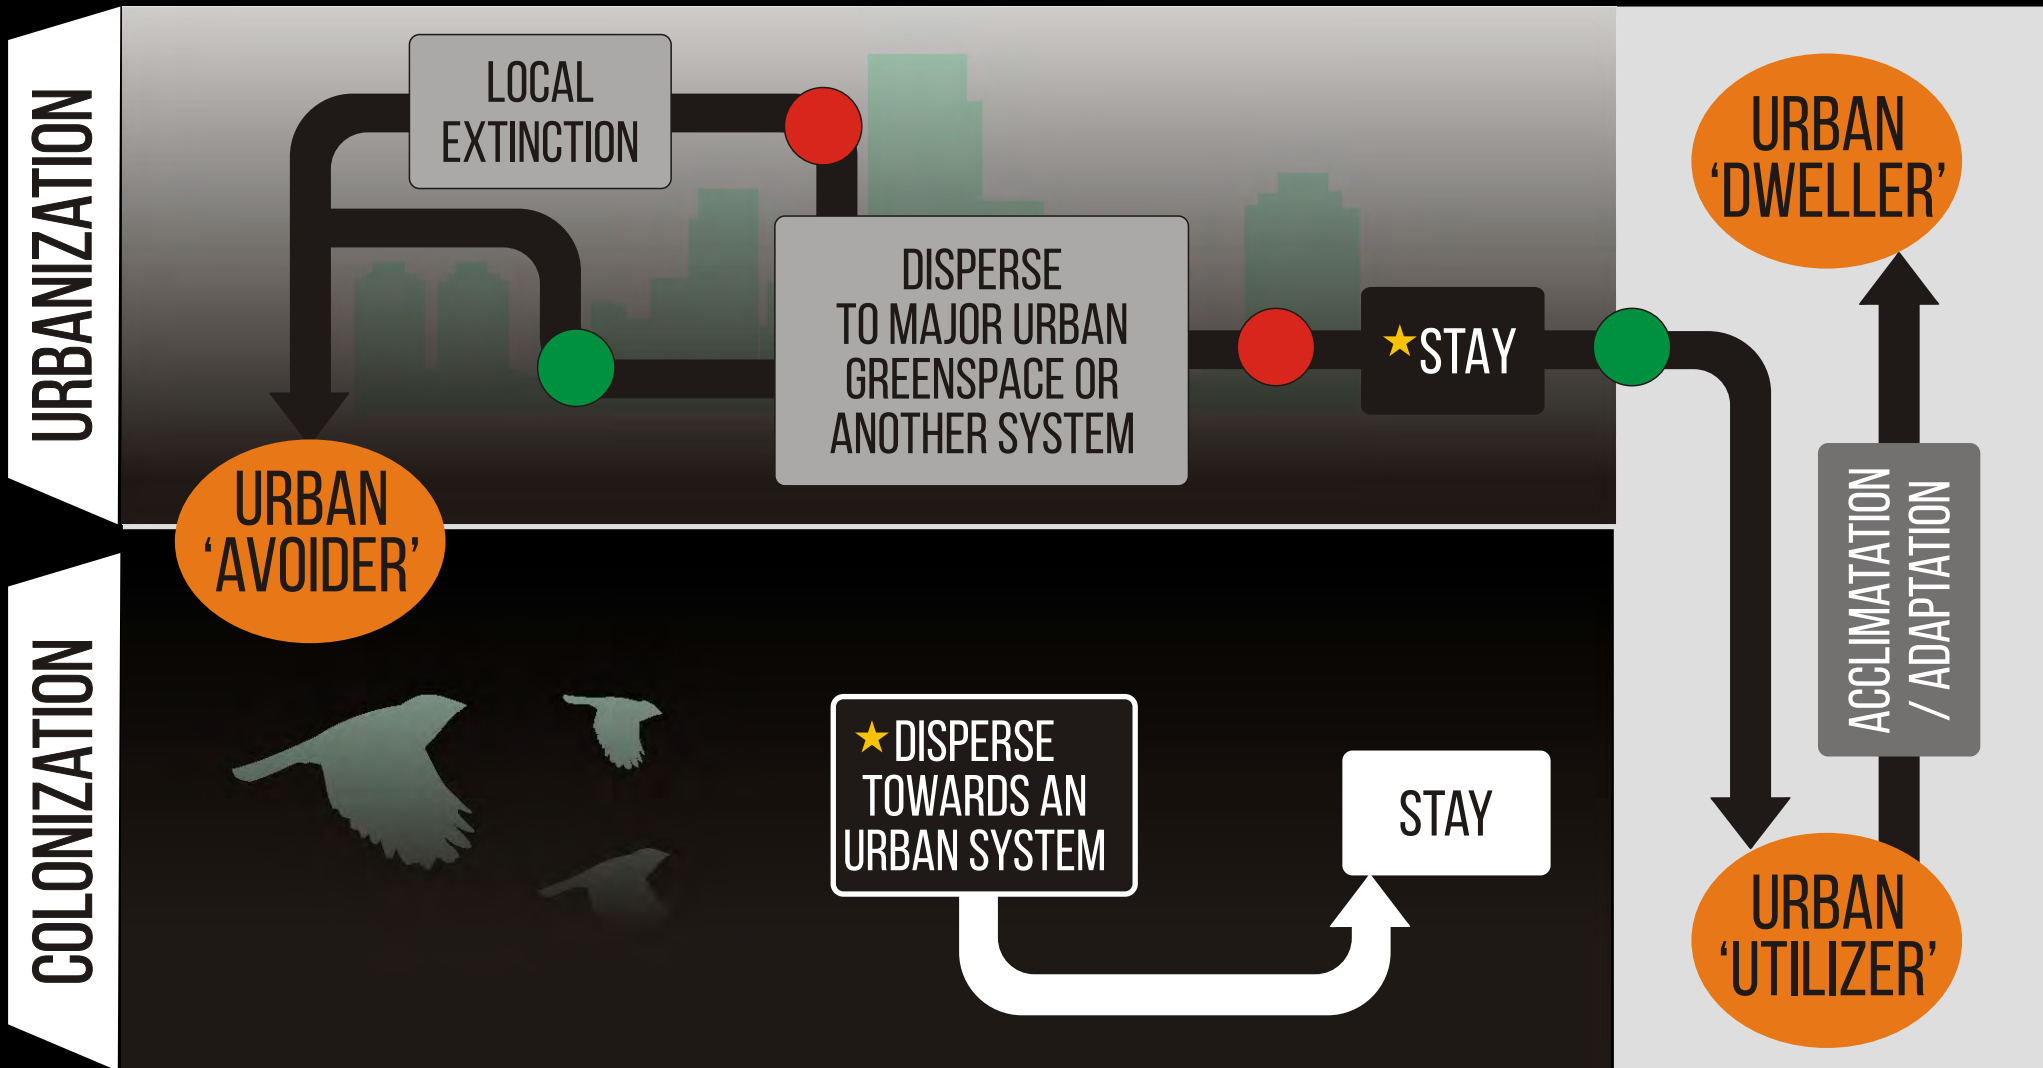 URBANIZATION
LOCAL
EXTINCTION
DISPERSE
TO MAJOR URBAN
GREENSPACE OR
ANOTHER SYSTEM
STAY
URBAN
‘AVOIDER’
COLONIZATION
DISPERSE
TOWARDS AN
URBAN SYSTEM
STAY
URBAN
‘DWELLER’
ACCLIMATATION
/ ADAPTATION
URBAN
‘UTILIZER’